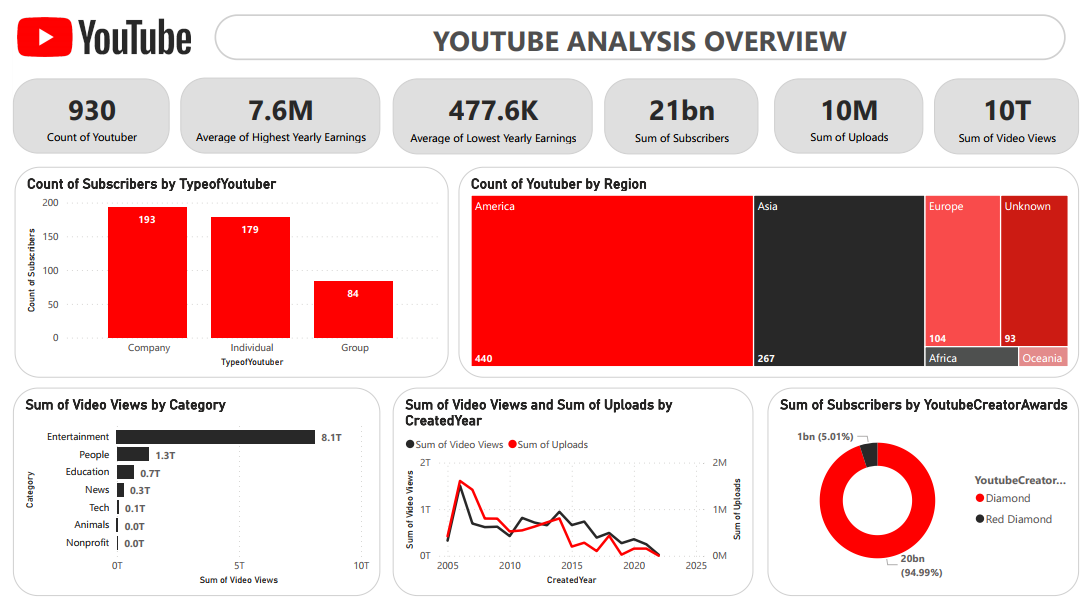 YouTube
YOUTUBE ANALYSIS OVERVIEW
930
Count of Youtuber
7.6M
Average of Highest Yearly Earnings
477.6K
Average of Lowest Yearly Earnings
21bn
Sum of Subscribers
10M
Sum of Uploads
10T
Sum of Video Views
Count of Subscribers by TypeofYoutuber
Count of Subscribers
200
150
100
50
0
193
179
84
Company
Individual
Group
TypeofYoutuber
Count of Youtuber by Region
America
440
Asia
267
Europe
104
Unknown
93
Africa
Oceania
Sum of Video Views by Category
Category
Entertainment 8.1T
People 1.3T
Education 0.7T
News 0.3T
Tech 0.1T
Animals 0.0T
Nonprofit 0.0T
0T 5T 10T
Sum of Video Views
Sum of Video Views and Sum of Uploads by
CreatedYear
Sum of Video Views Sum of Uploads
Sum of Video Views
2T
1T
0T
2M
1M
0M
Sum of Uploads
2005 2010 2015 2020 2025
CreatedYear
Sum of Subscribers by YoutubeCreatorAwards
1bn (5.01%)
20bn
(94.99%)
YoutubeCreator...
Diamond
Red Diamond